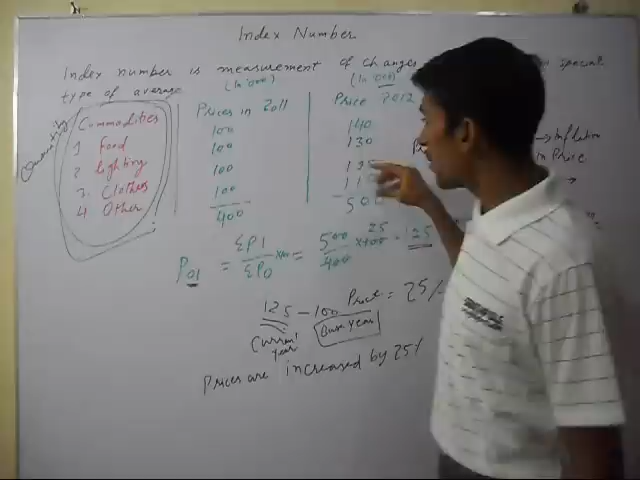 Index Number
Index number is measurement of changes special
type of average
(In '000)
(In '000)
Quantity
Commodities
1 Food
2 lighting
3. Clothes
4. Other
Prices in 2011
100
100
100
100
400
Price 2012
140
130
500
→ Inflation
in Price
→
P01 = ΣP1/ΣP0 ×100 = 500/400 × 100 25 = 125
125 – 100 Price = 25%
Current year
Base Year
Prices are increased by 25%